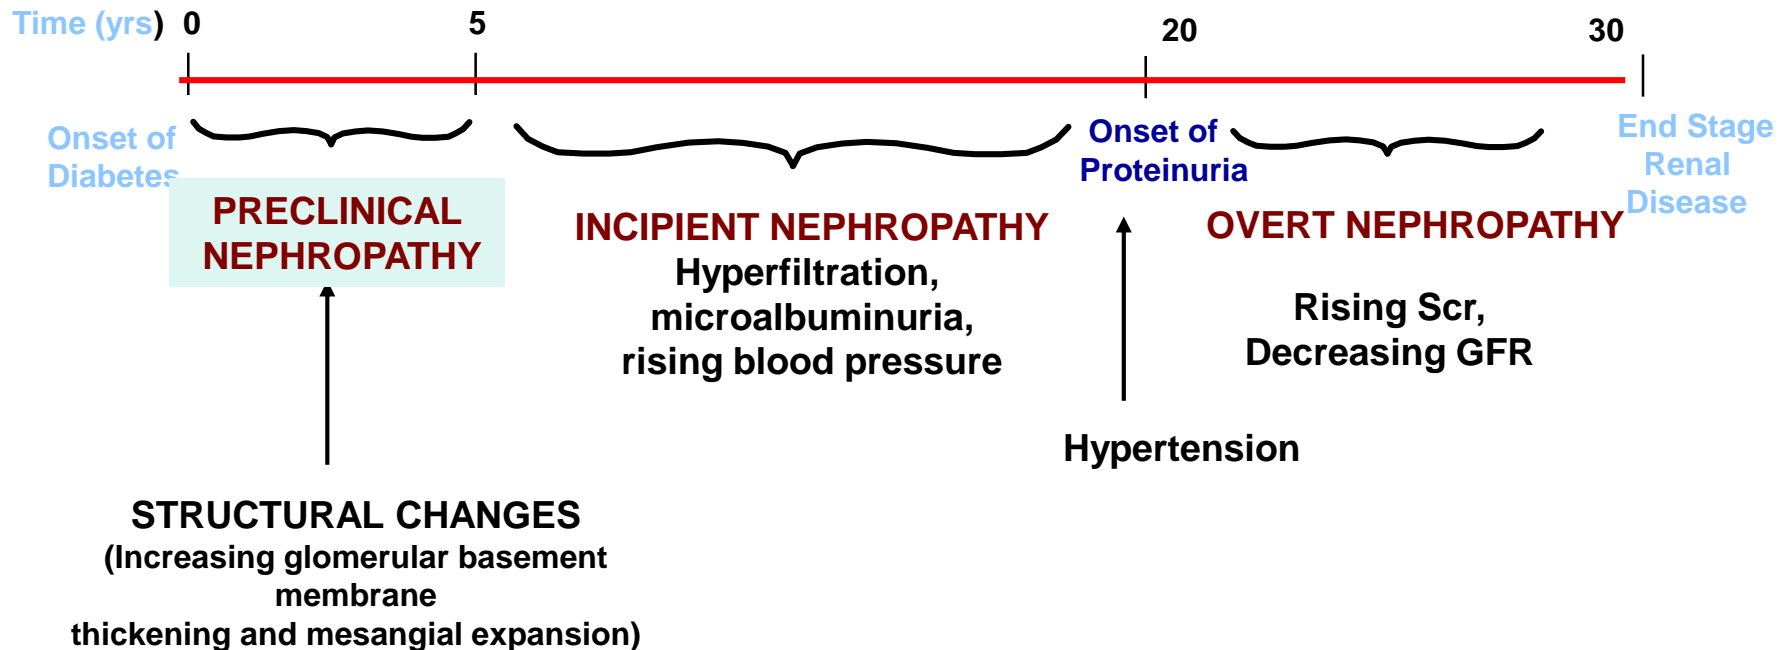 Time (yrs) 0 5 20 30
Onset of
Diabetes
PRECLINICAL
NEPHROPATHY
INCIPIENT NEPHROPATHY
Hyperfiltration,
microalbuminuria,
rising blood pressure
Onset of
Proteinuria
OVERT NEPHROPATHY
Rising Scr,
Decreasing GFR
End Stage
Renal
Disease
Hypertension
STRUCTURAL CHANGES
(Increasing glomerular basement
membrane
thickening and mesangial expansion)